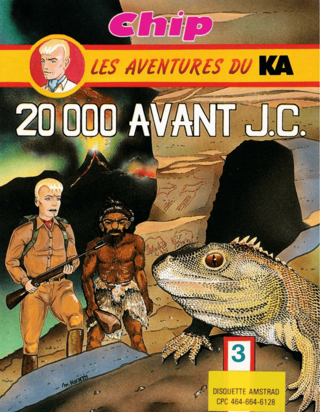 Chip
LES AVENTURES DU KA
20 000 AVANT J.C.
3
DISQUETTE AMSTRAD
CPC 464-664-6128